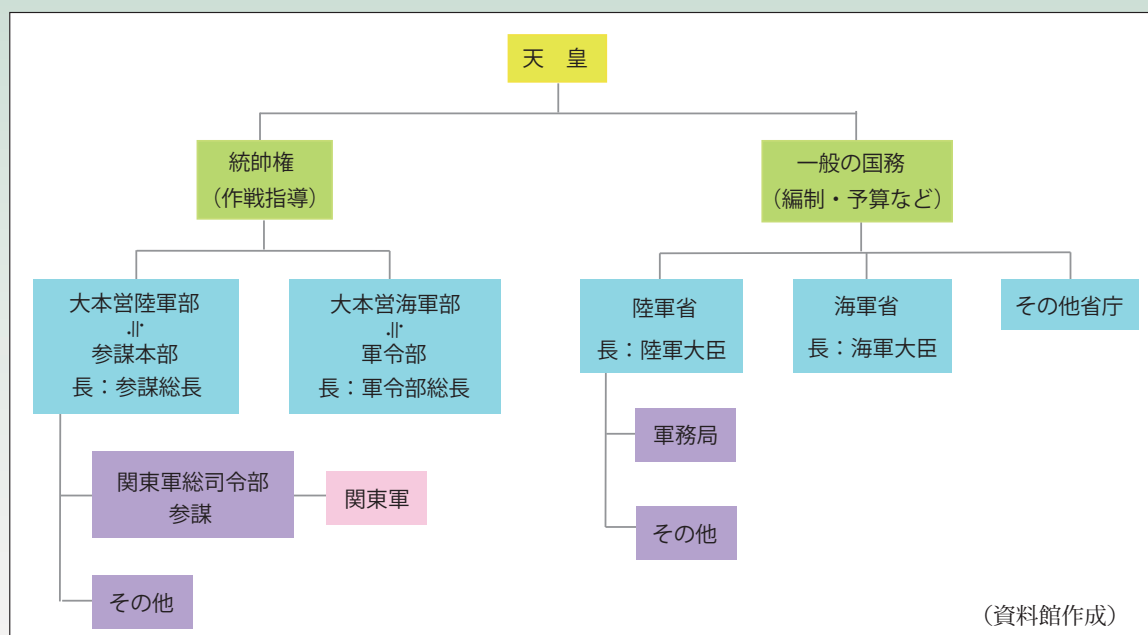 天　皇
統帥権
（作戦指導）
一般の国務
（編制・予算など）
大本営陸軍部
≒
参謀本部
長：参謀総長
大本営海軍部
≒
軍令部
長：軍令部総長
陸軍省
長：陸軍大臣
海軍省
長：海軍大臣
その他省庁
軍務局
その他
関東軍総司令部
参謀
関東軍
その他
（資料館作成）